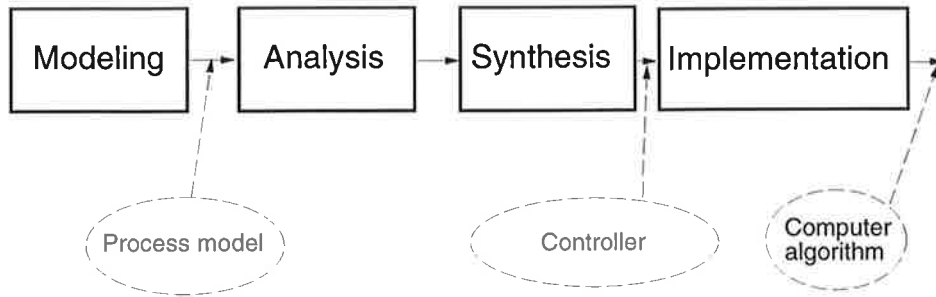 Modeling
Analysis
Synthesis
Implementation
Process model
Controller
Computer
algorithm